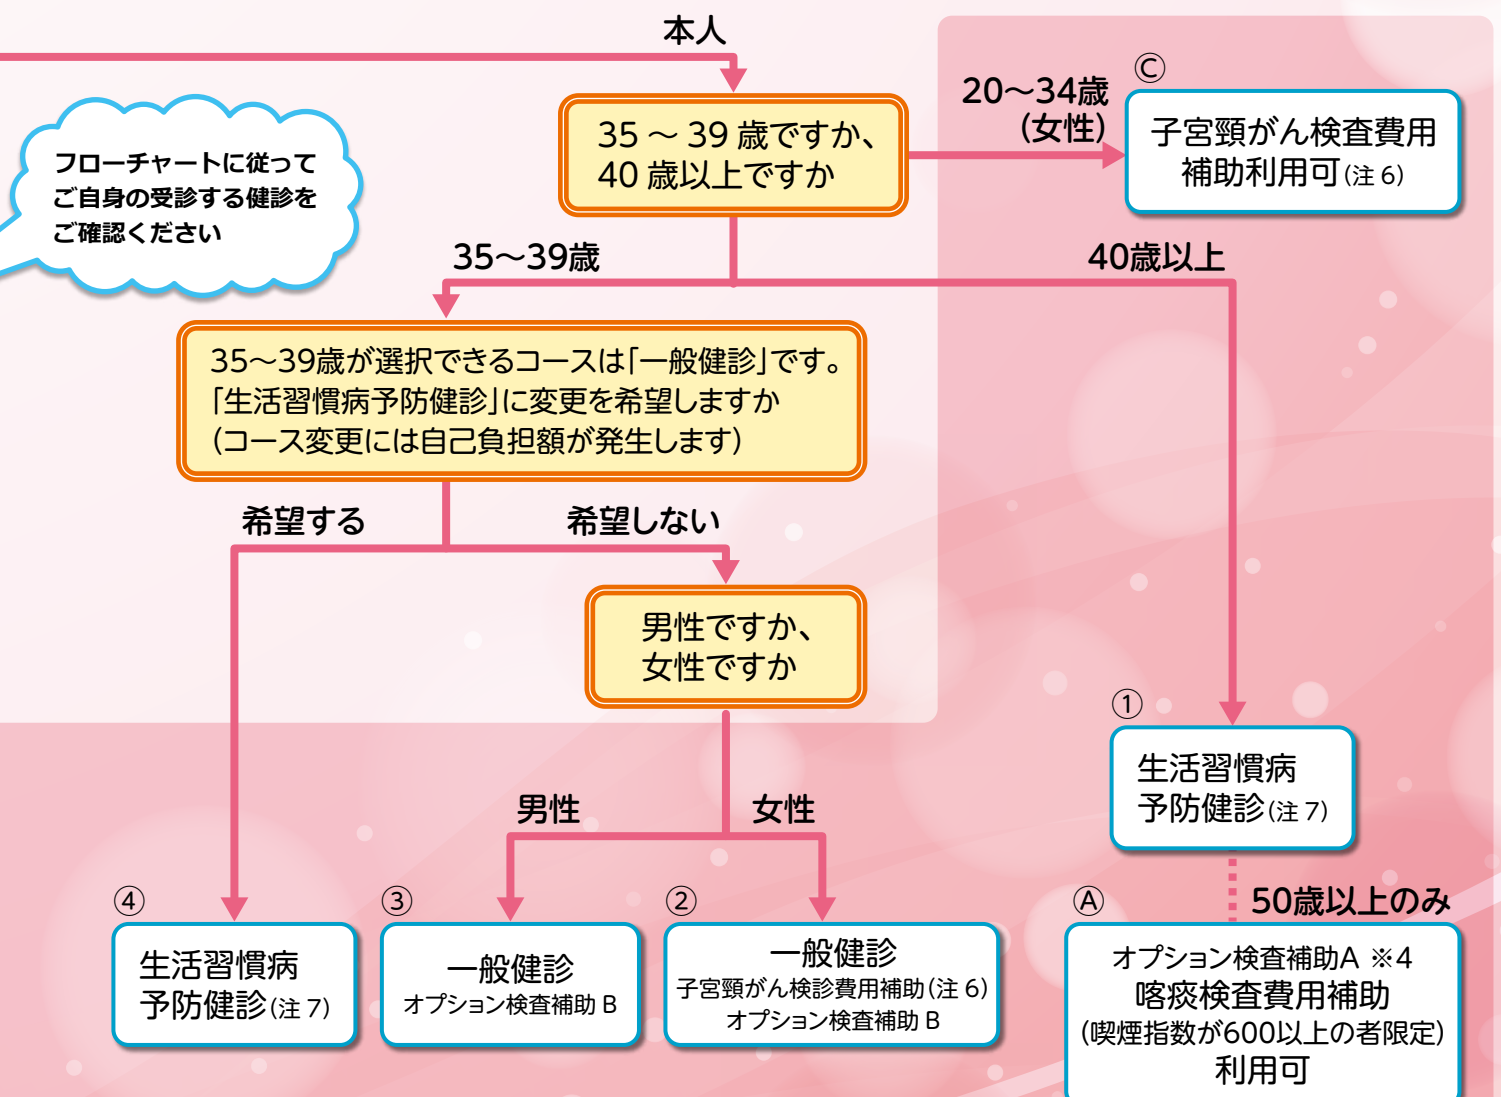 本人
フローチャートに従って
ご自身の受診する健診を
ご確認ください
35 ～ 39 歳ですか、
40 歳以上ですか
20～34歳
(女性)
Ⓒ
子宮頸がん検査費用
補助利用可(注 6)
35～39歳
40歳以上
35～39歳が選択できるコースは「一般健診」です。
「生活習慣病予防健診」に変更を希望しますか
(コース変更には自己負担額が発生します)
希望する
希望しない
男性ですか、
女性ですか
男性
女性
①
生活習慣病
予防健診(注 7)
50歳以上のみ
④
生活習慣病
予防健診(注 7)
③
一般健診
オプション検査補助 B
②
一般健診
子宮頸がん検診費用補助(注 6)
オプション検査補助 B
Ⓐ
オプション検査補助A ※4
喀痰検査費用補助
(喫煙指数が600以上の者限定)
利用可